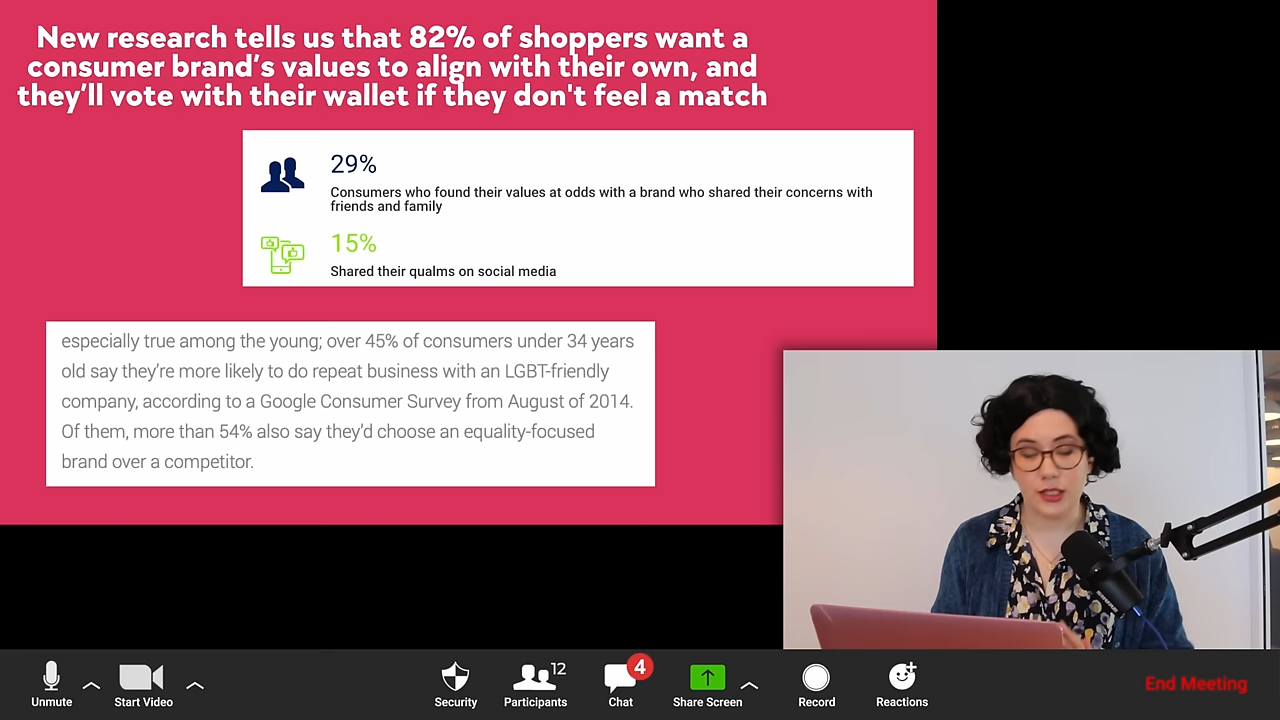 New research tells us that 82% of shoppers want a
consumer brand's values to align with their own, and
they'll vote with their wallet if they don't feel a match
29%
Consumers who found their values at odds with a brand who shared their concerns with
friends and family
15%
Shared their qualms on social media
especially true among the young; over 45% of consumers under 34 years
old say they're more likely to do repeat business with an LGBT-friendly
company, according to a Google Consumer Survey from August of 2014.
Of them, more than 54% also say they'd choose an equality-focused
brand over a competitor.
Unmute
Start Video
Security
12
Participants
4
Chat
Share Screen
Record
Reactions
End Meeting